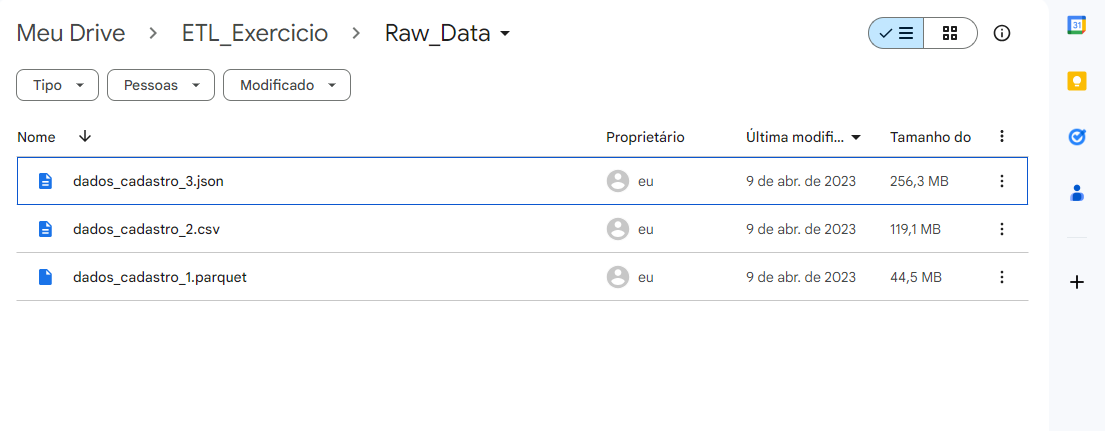 Meu Drive > ETL_Exercicio > Raw_Data
Tipo Pessoas Modificado
Nome Proprietário Última modifi... Tamanho do
dados_cadastro_3.json eu 9 de abr. de 2023 256,3 MB
dados_cadastro_2.csv eu 9 de abr. de 2023 119,1 MB
dados_cadastro_1.parquet eu 9 de abr. de 2023 44,5 MB
31